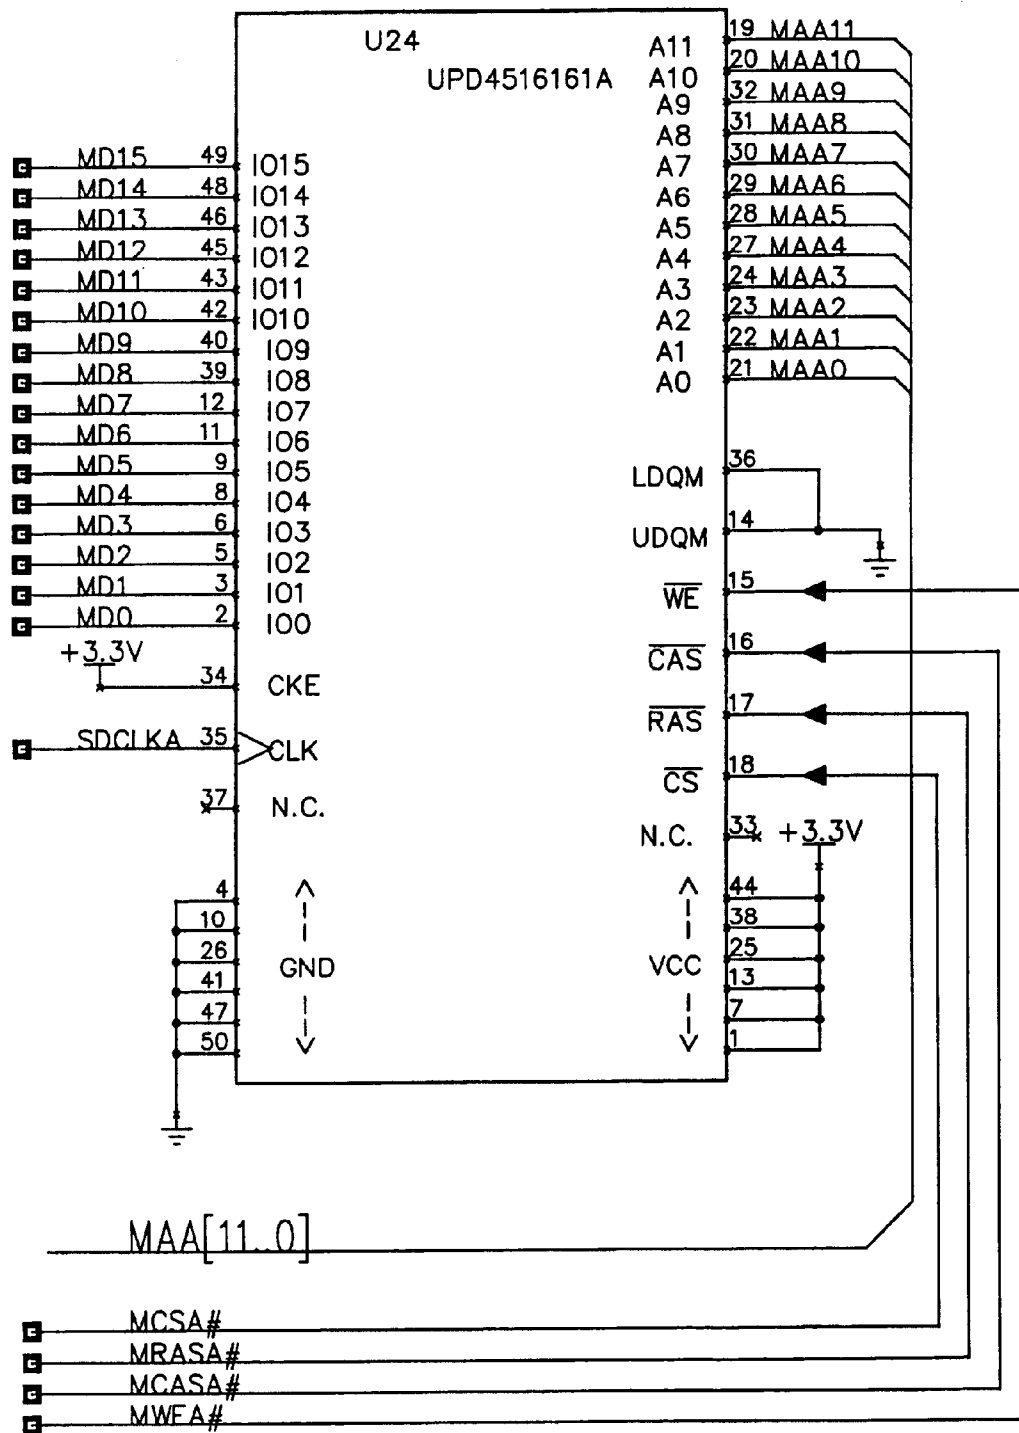 U24
UPD4516161A
A11 19 MAA11
A10 20 MAA10
A9 32 MAA9
A8 31 MAA8
A7 30 MAA7
A6 29 MAA6
A5 28 MAA5
A4 27 MAA4
A3 24 MAA3
A2 23 MAA2
A1 22 MAA1
A0 21 MAA0
MD15 49 IO15
MD14 48 IO14
MD13 46 IO13
MD12 45 IO12
MD11 43 IO11
MD10 42 IO10
MD9 40 IO9
MD8 39 IO8
MD7 12 IO7
MD6 11 IO6
MD5 9 IO5
MD4 8 IO4
MD3 6 IO3
MD2 5 IO2
MD1 3 IO1
MD0 2 IO0
LDQM 36
UDQM 14
WE 15
CAS 16
RAS 17
CS 18
N.C. 33 +3.3V
+3.3V
34 CKE
SDCLKA 35 CLK
37 N.C.
4
10
26 GND
41
47
50
44
38
VCC 25
13
7
1
MAA[11..0]
MCSA#
MRASA#
MCASA#
MWEA#